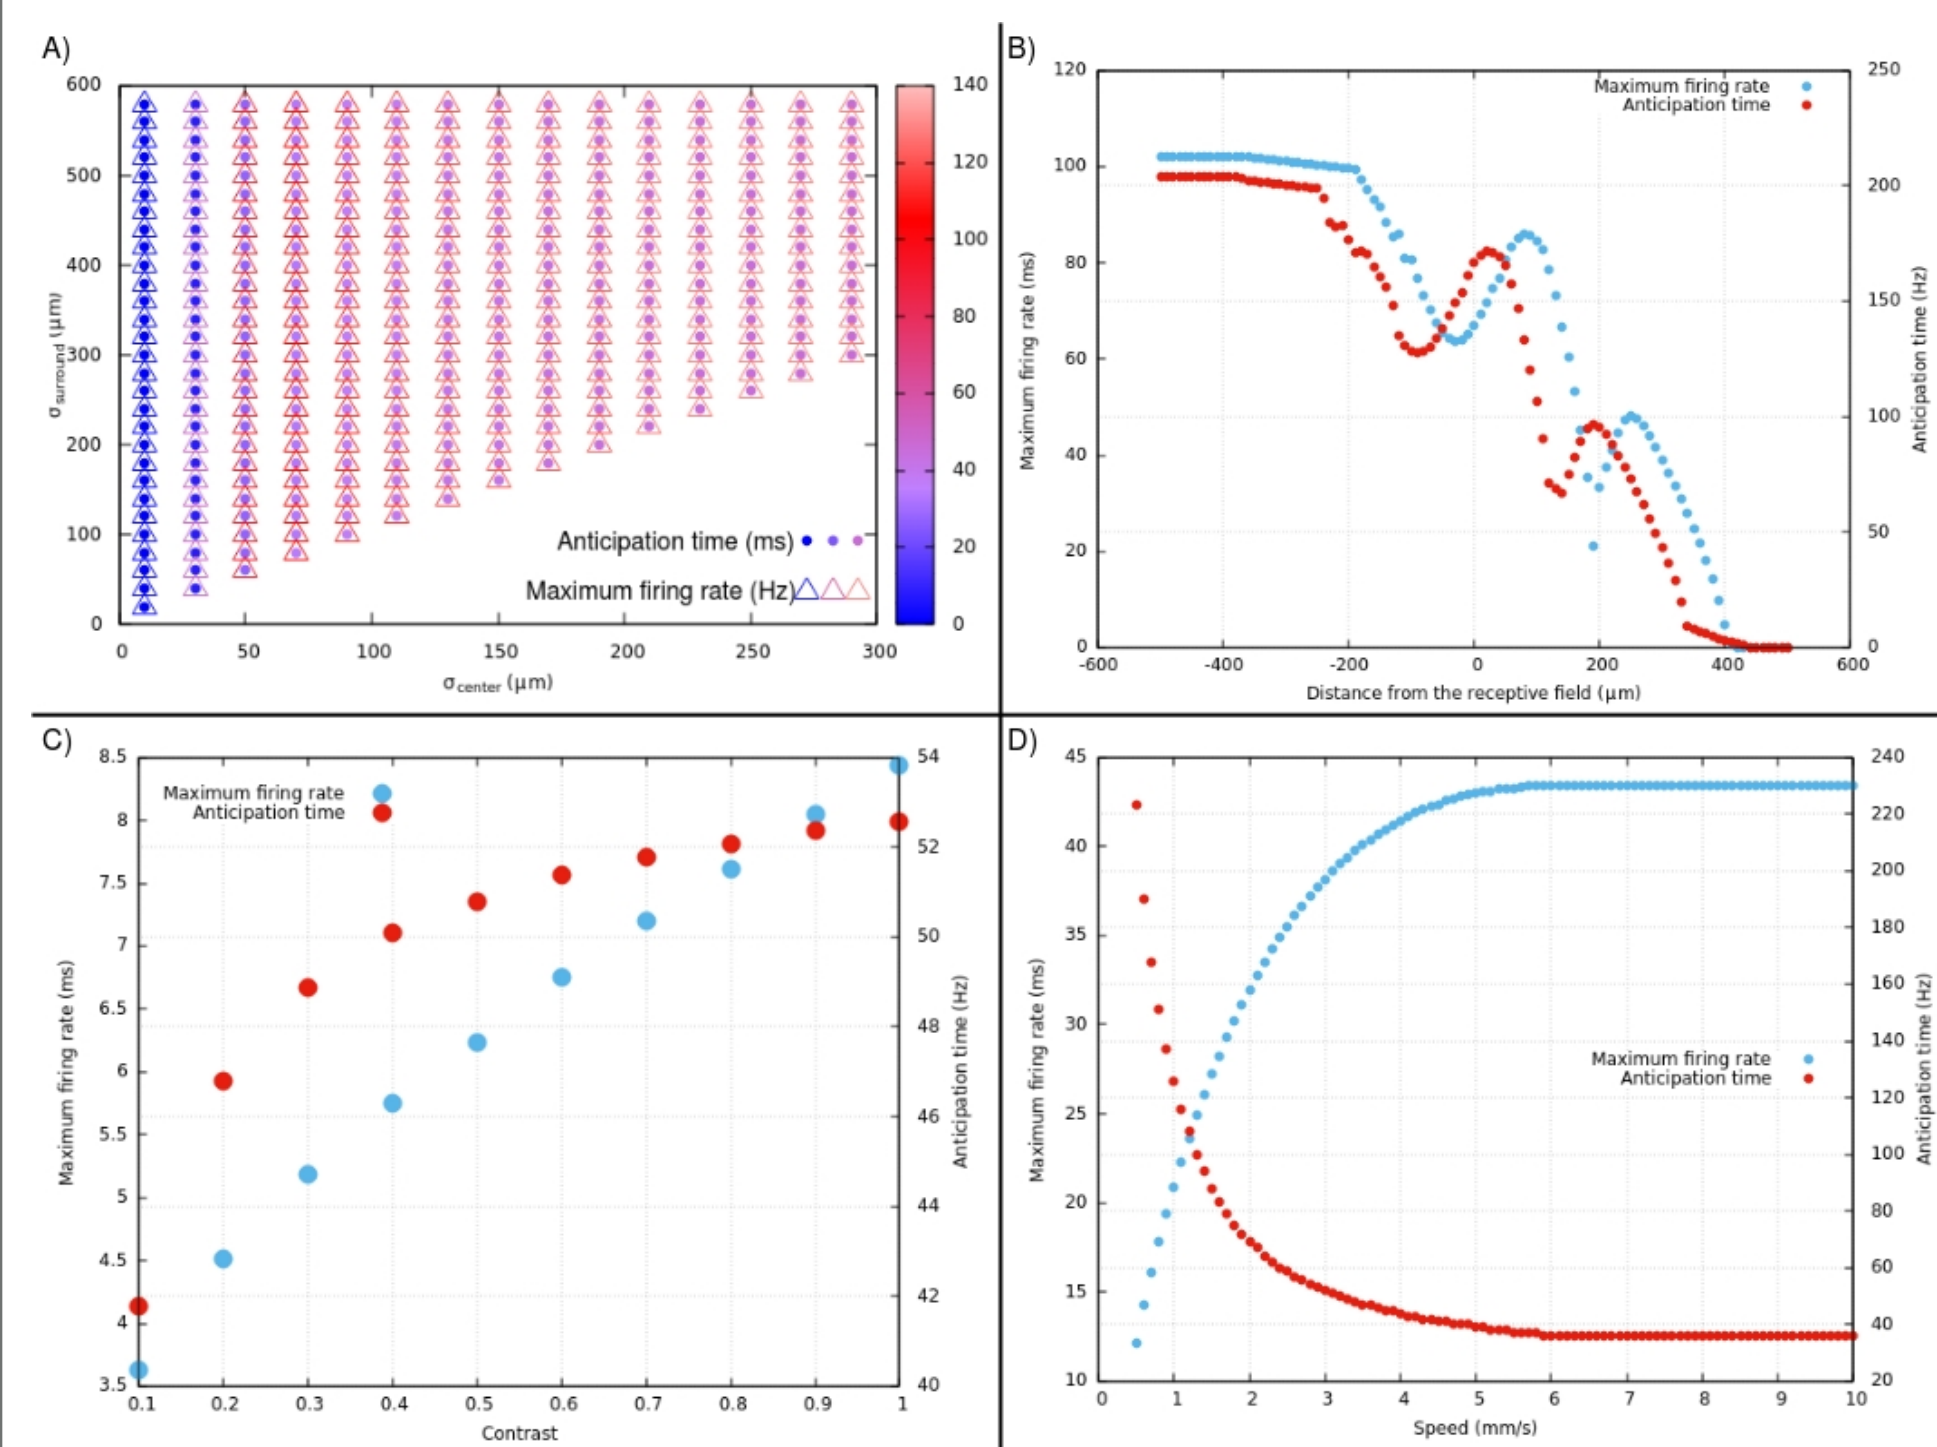 A)
600
500
400
300
200
100
0
σsurround (μm)
0 50 100 150 200 250 300
σcenter (μm)
Anticipation time (ms)
Maximum firing rate (Hz)
140
120
100
80
60
40
20
0
B)
120
100
80
60
40
20
0
Maximum firing rate (ms)
Maximum firing rate
Anticipation time
250
200
150
100
50
0
Anticipation time (Hz)
-600 -400 -200 0 200 400 600
Distance from the receptive field (μm)
C)
8.5
8
7.5
7
6.5
6
5.5
5
4.5
4
3.5
Maximum firing rate (ms)
Maximum firing rate
Anticipation time
54
52
50
48
46
44
42
40
Anticipation time (Hz)
0.1 0.2 0.3 0.4 0.5 0.6 0.7 0.8 0.9 1
Contrast
D)
45
40
35
30
25
20
15
10
Maximum firing rate (ms)
Maximum firing rate
Anticipation time
240
220
200
180
160
140
120
100
80
60
40
20
Anticipation time (Hz)
0 1 2 3 4 5 6 7 8 9 10
Speed (mm/s)